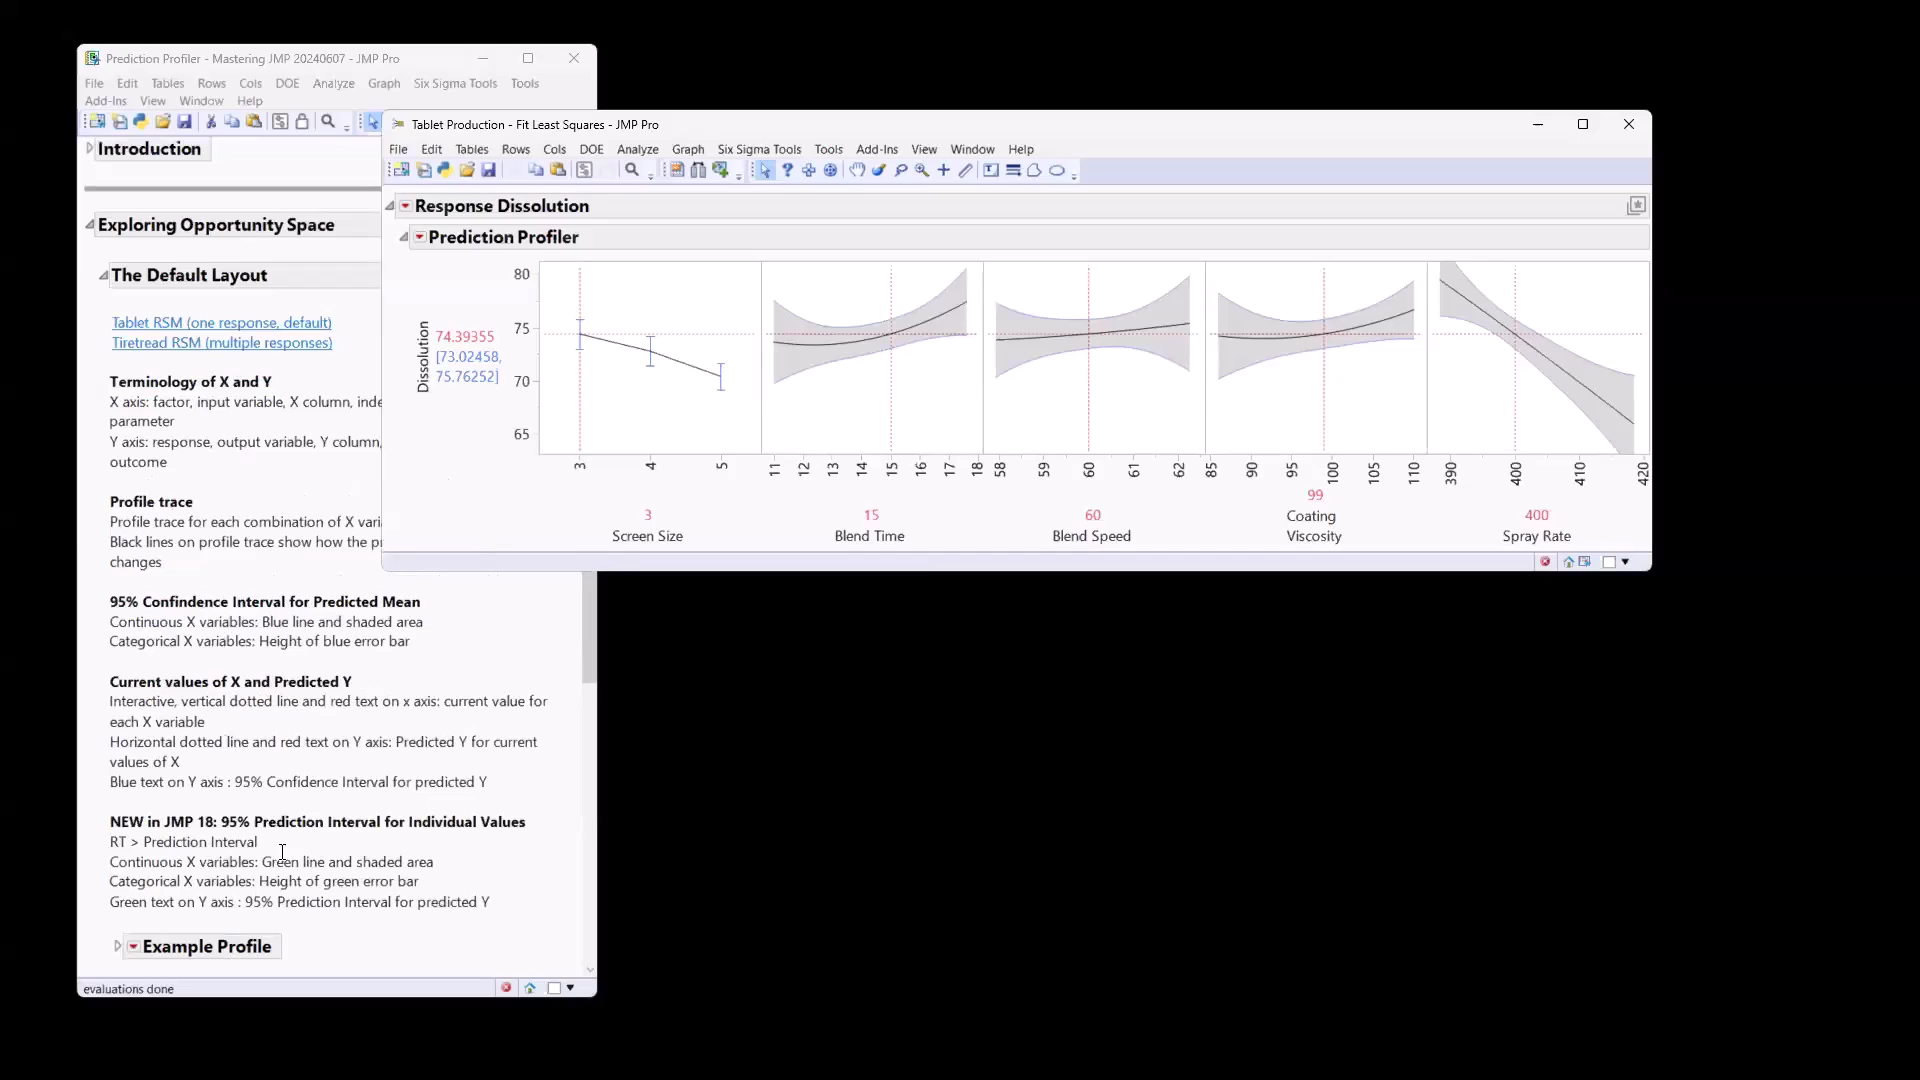 Prediction Profiler - Mastering JMP 20240607 - JMP Pro
File Edit Tables Rows Cols DOE Analyze Graph Six Sigma Tools Tools
Add-Ins View Window Help
Introduction
Exploring Opportunity Space
The Default Layout
Tablet RSM (one response, default)
Tiretread RSM (multiple responses)
Terminology of X and Y
X axis: factor, input variable, X column, inde
parameter
Y axis: response, output variable, Y column,
outcome
Profile trace
Profile trace for each combination of X vari
Black lines on profile trace show how the pr
changes
95% Confindence Interval for Predicted Mean
Continuous X variables: Blue line and shaded area
Categorical X variables: Height of blue error bar
Current values of X and Predicted Y
Interactive, vertical dotted line and red text on x axis: current value for
each X variable
Horizontal dotted line and red text on Y axis: Predicted Y for current
values of X
Blue text on Y axis : 95% Confidence Interval for predicted Y
NEW in JMP 18: 95% Prediction Interval for Individual Values
RT > Prediction Interval
Continuous X variables: Green line and shaded area
Categorical X variables: Height of green error bar
Green text on Y axis : 95% Prediction Interval for predicted Y
Example Profile
evaluations done
Tablet Production - Fit Least Squares - JMP Pro
File Edit Tables Rows Cols DOE Analyze Graph Six Sigma Tools Tools Add-Ins View Window Help
Response Dissolution
Prediction Profiler
Dissolution
74.39355
[73.02458,
75.76252]
80
75
70
65
3 4 5
11 12 13 14 15 16 17 18
58 59 60 61 62
85 90 95 100 105 110
390 400 410 420
3
Screen Size
15
Blend Time
60
Blend Speed
99
Coating
Viscosity
400
Spray Rate